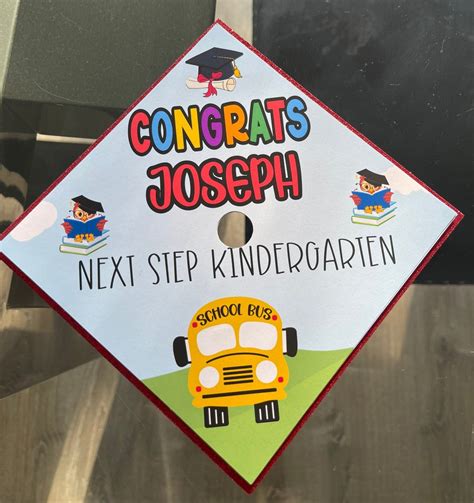 CONGRATS
JOSEPH
NEXT STEP KINDERGARTEN
SCHOOL BUS